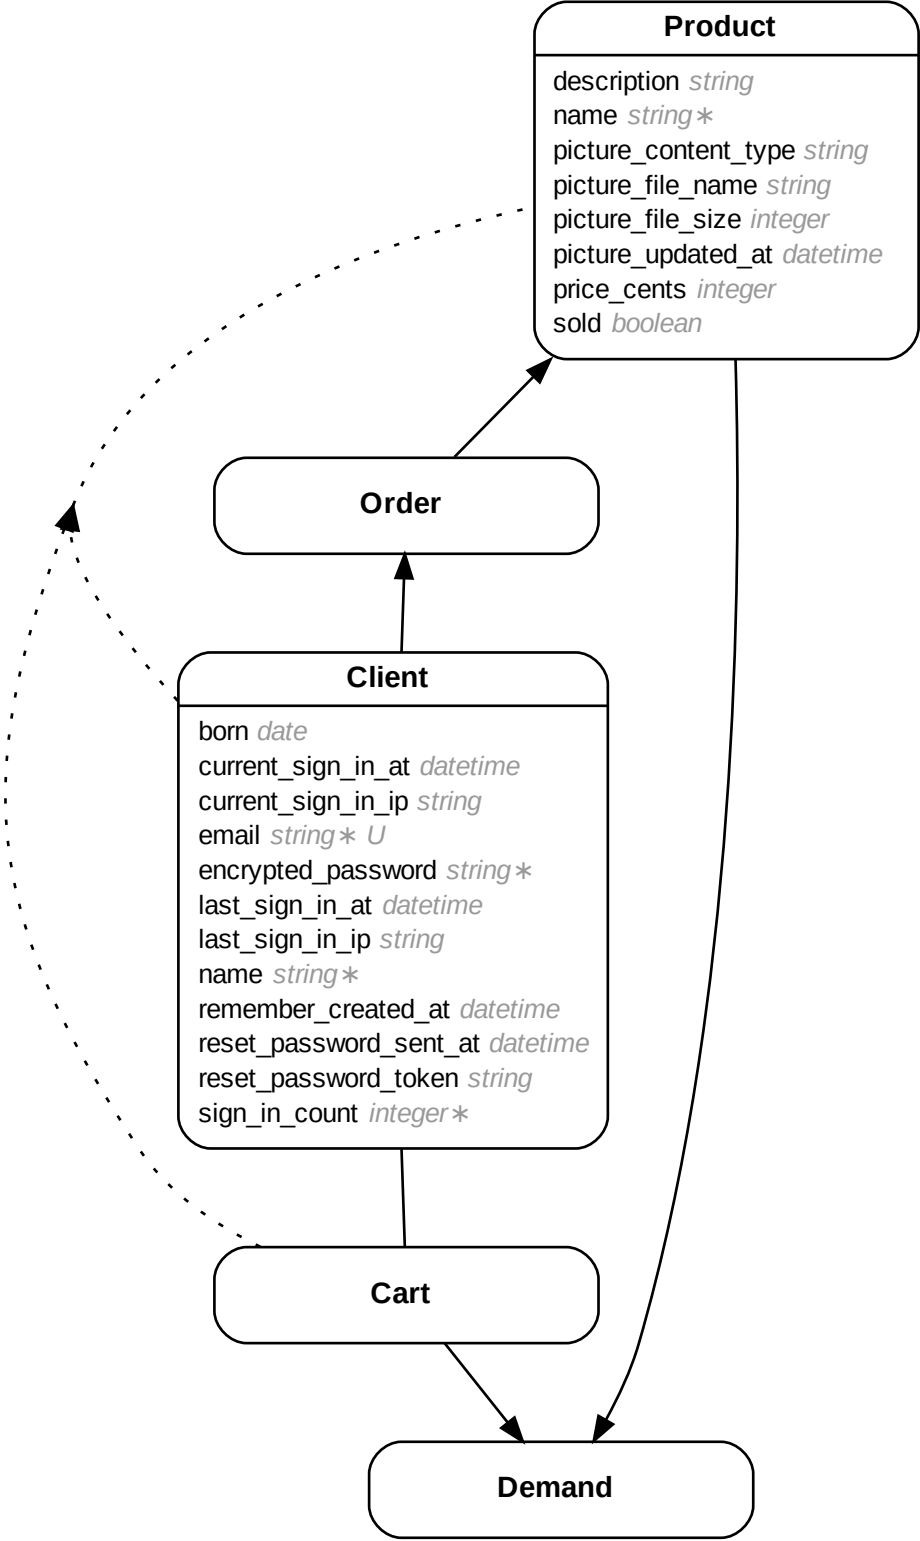 Product
description string
name string∗
picture_content_type string
picture_file_name string
picture_file_size integer
picture_updated_at datetime
price_cents integer
sold boolean
Order
Client
born date
current_sign_in_at datetime
current_sign_in_ip string
email string∗ U
encrypted_password string∗
last_sign_in_at datetime
last_sign_in_ip string
name string∗
remember_created_at datetime
reset_password_sent_at datetime
reset_password_token string
sign_in_count integer∗
Cart
Demand